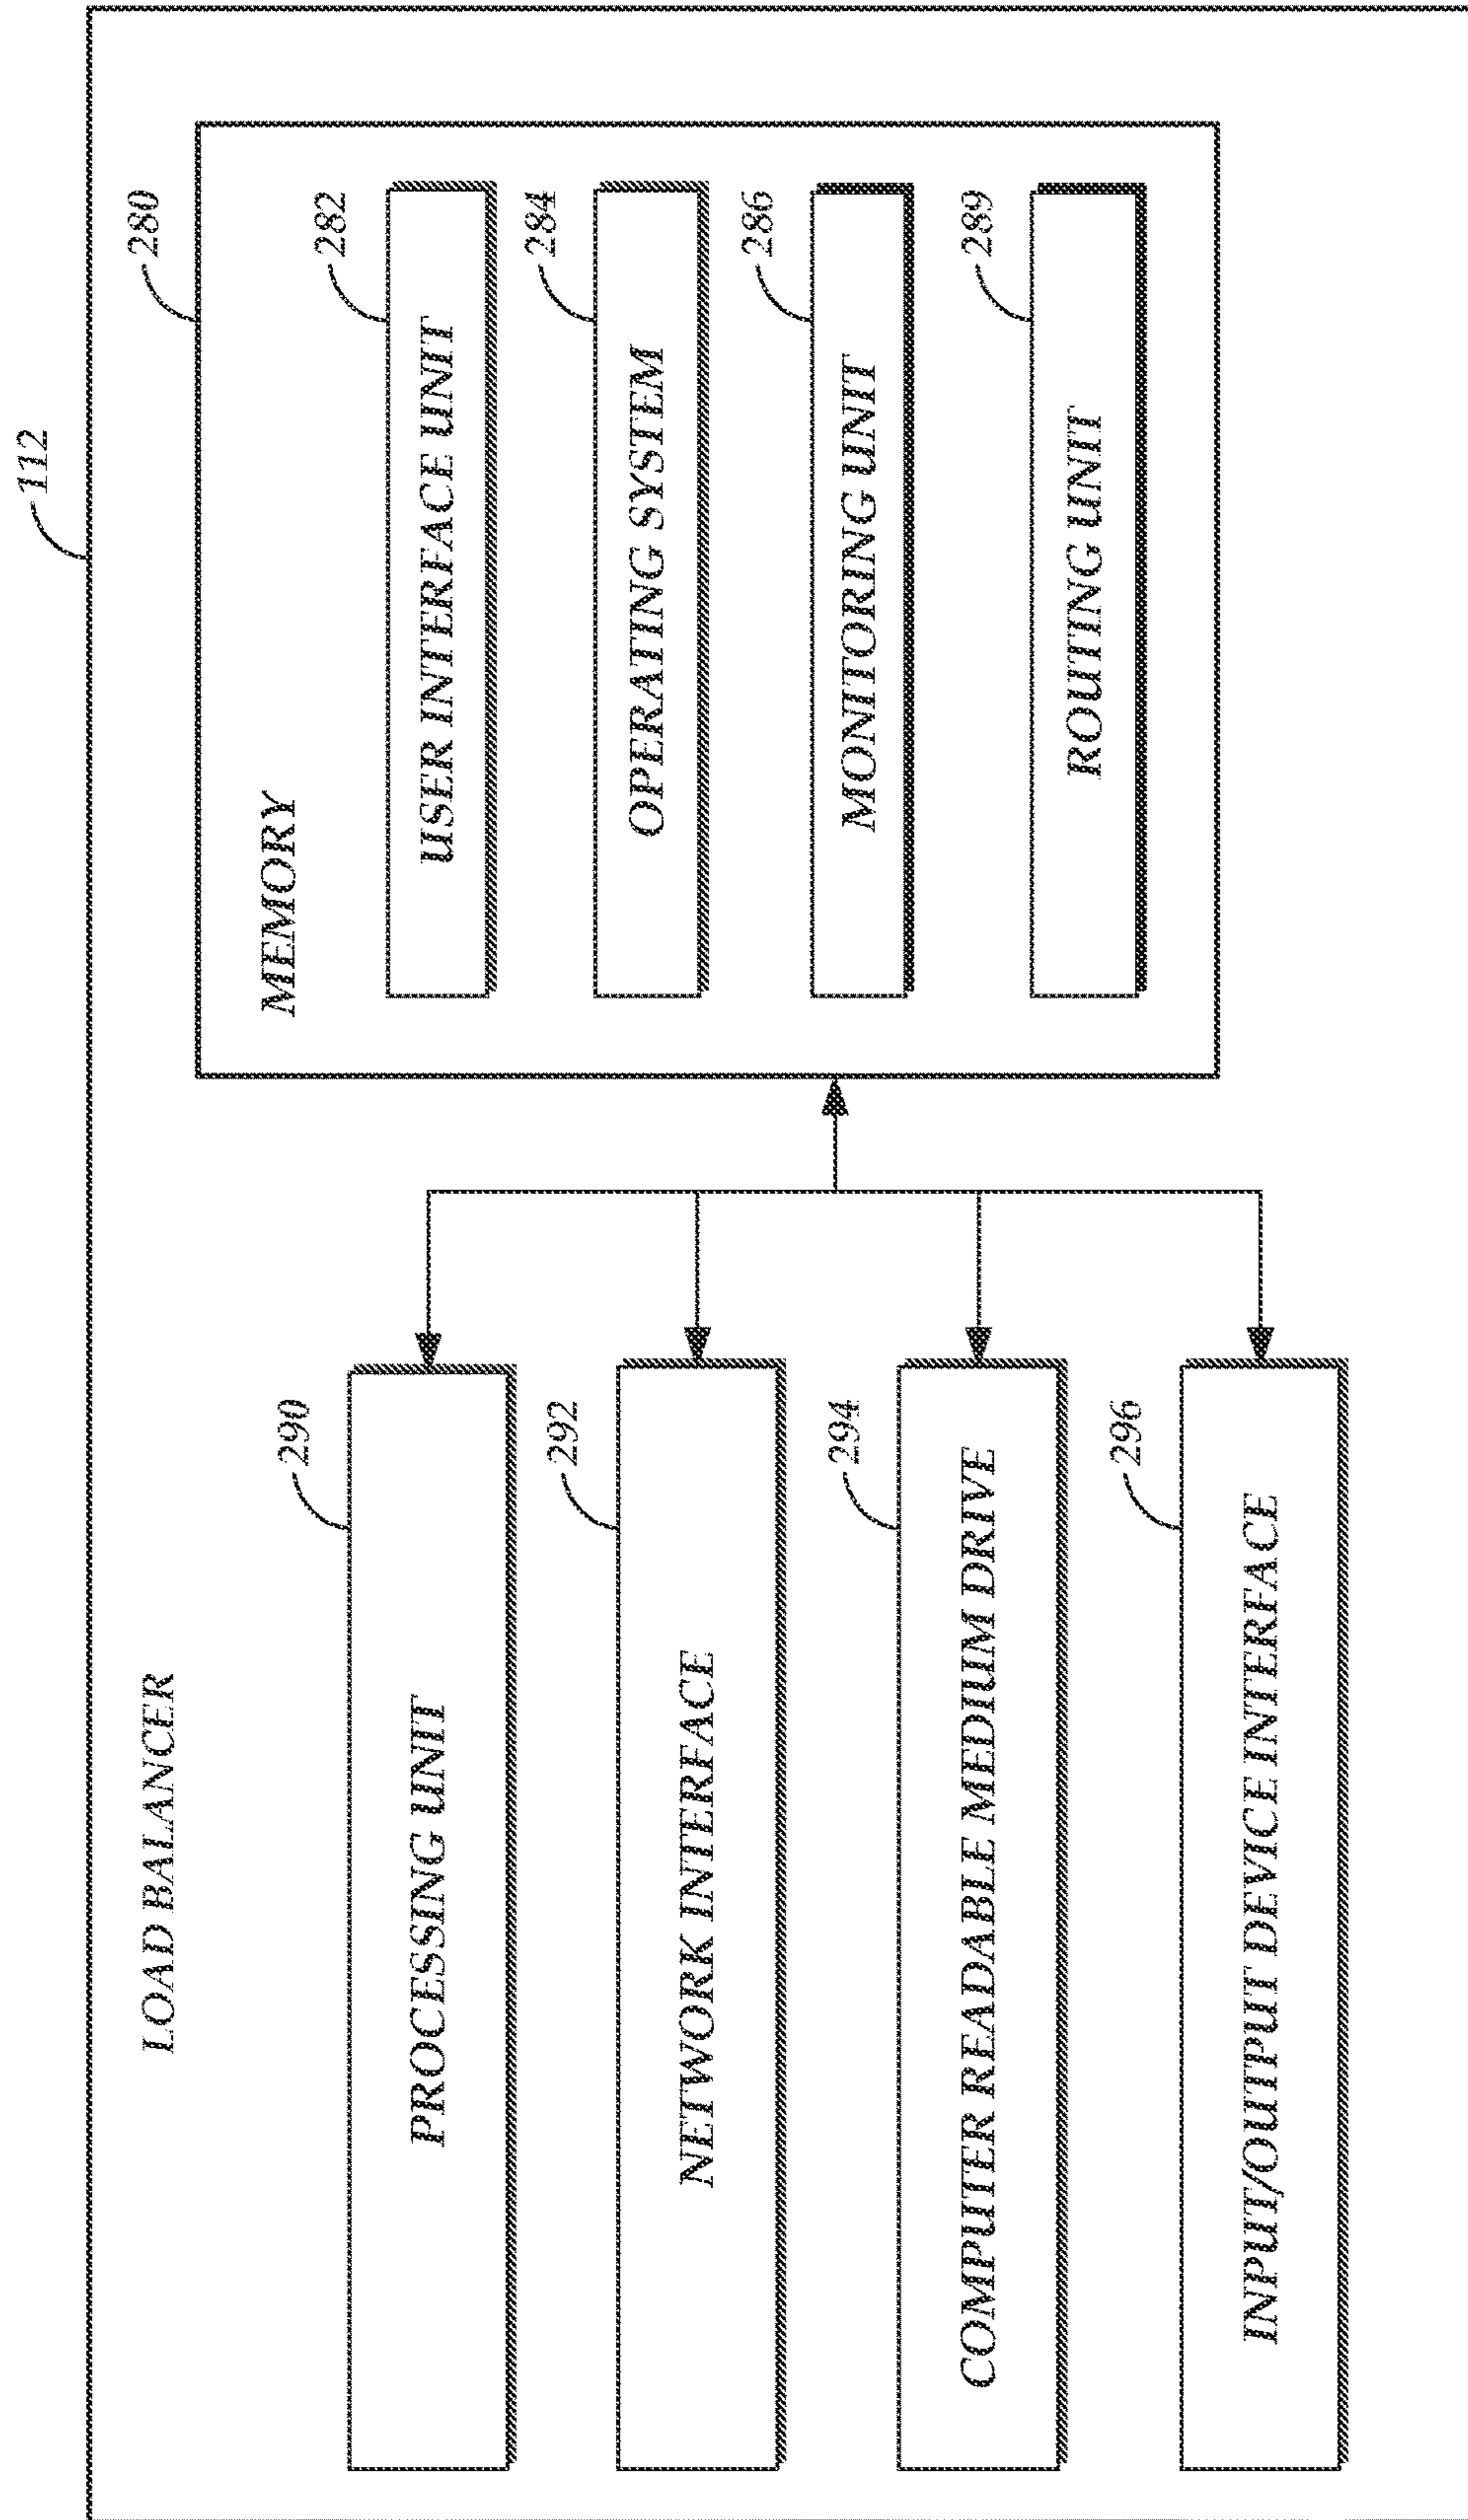 112
LOAD BALANCER
290
PROCESSING UNIT
292
NETWORK INTERFACE
294
COMPUTER READABLE MEDIUM DRIVE
296
INPUT/OUTPUT DEVICE INTERFACE
280
MEMORY
282
USER INTERFACE UNIT
284
OPERATING SYSTEM
286
MONITORING UNIT
289
ROUTING UNIT